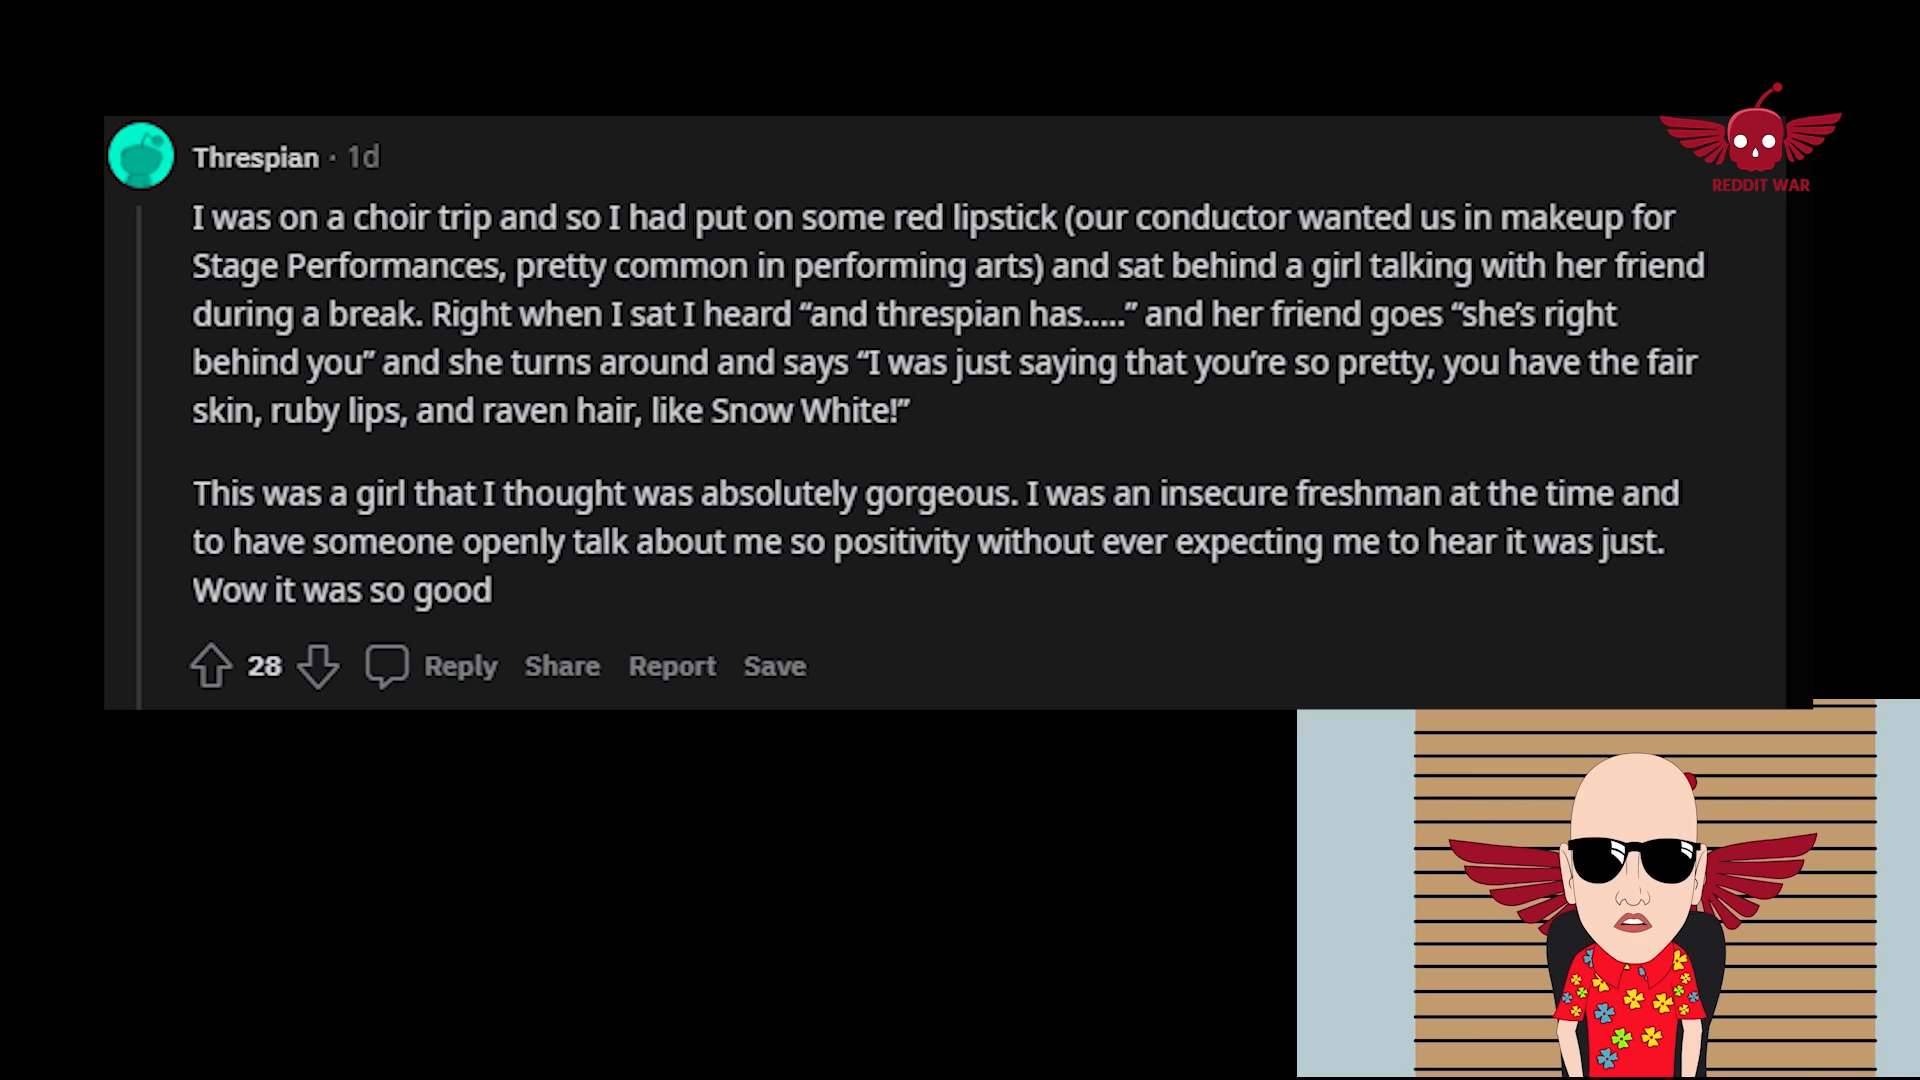 Threspian · 1d
REDDIT WAR
I was on a choir trip and so I had put on some red lipstick (our conductor wanted us in makeup for
Stage Performances, pretty common in performing arts) and sat behind a girl talking with her friend
during a break. Right when I sat I heard “and threspian has.....” and her friend goes “she’s right
behind you” and she turns around and says “I was just saying that you’re so pretty, you have the fair
skin, ruby lips, and raven hair, like Snow White!”
This was a girl that I thought was absolutely gorgeous. I was an insecure freshman at the time and
to have someone openly talk about me so positivity without ever expecting me to hear it was just.
Wow it was so good
28 Reply Share Report Save